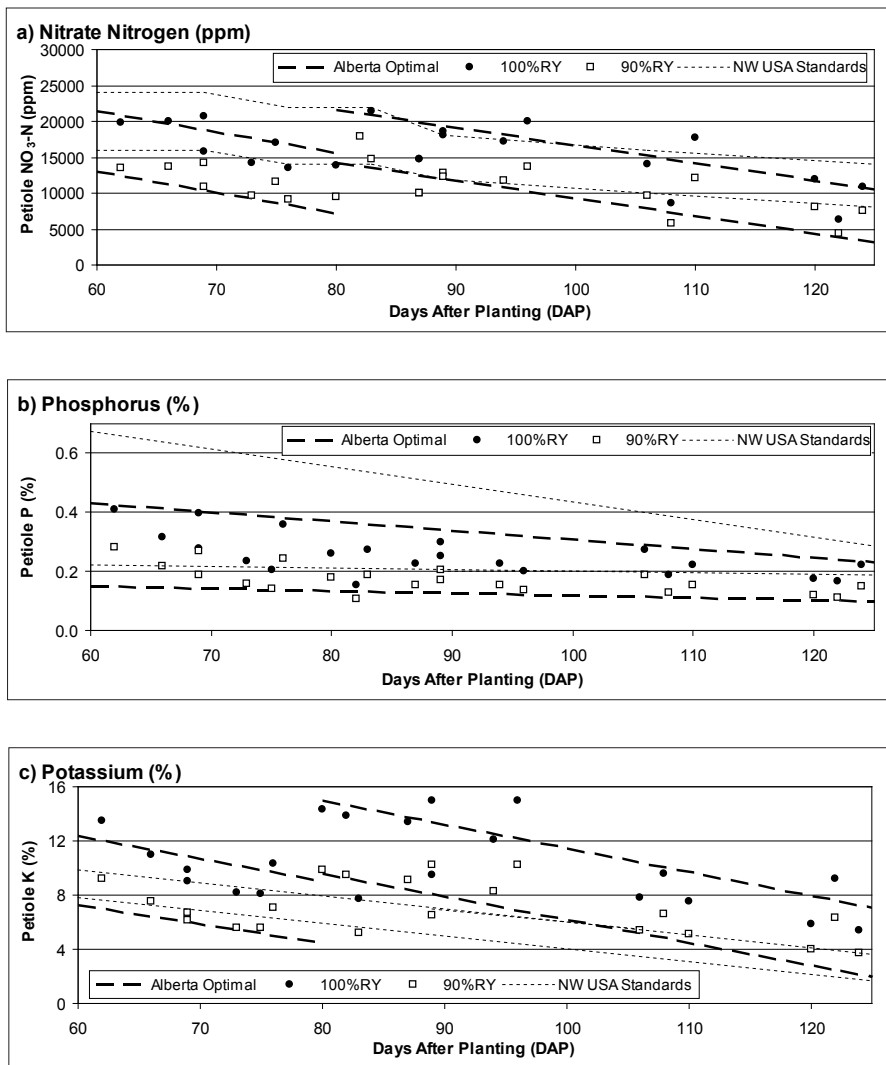 a) Nitrate Nitrogen (ppm)
30000
Alberta Optimal 100%RY 90%RY NW USA Standards
25000
20000
15000
10000
5000
0
Petiole NO3-N (ppm)
60 70 80 90 100 110 120
Days After Planting (DAP)
b) Phosphorus (%)
Alberta Optimal 100%RY 90%RY NW USA Standards
0.6
0.4
0.2
0.0
Petiole P (%)
60 70 80 90 100 110 120
Days After Planting (DAP)
c) Potassium (%)
16
12
8
4
0
Petiole K (%)
Alberta Optimal 100%RY 90%RY NW USA Standards
60 70 80 90 100 110 120
Days After Planting (DAP)